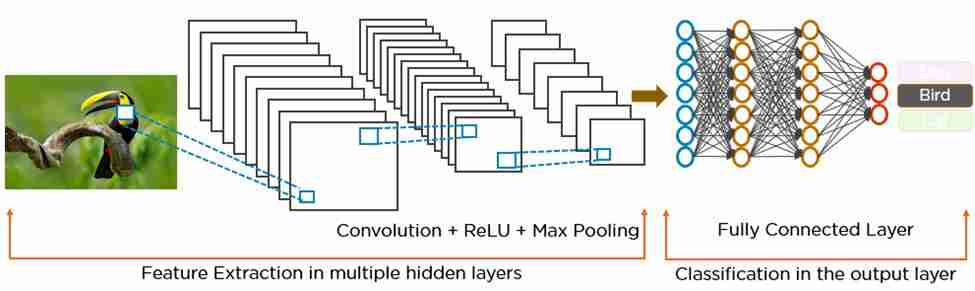 Bird
Convolution + ReLU + Max Pooling
Fully Connected Layer
Feature Extraction in multiple hidden layers
Classification in the output layer